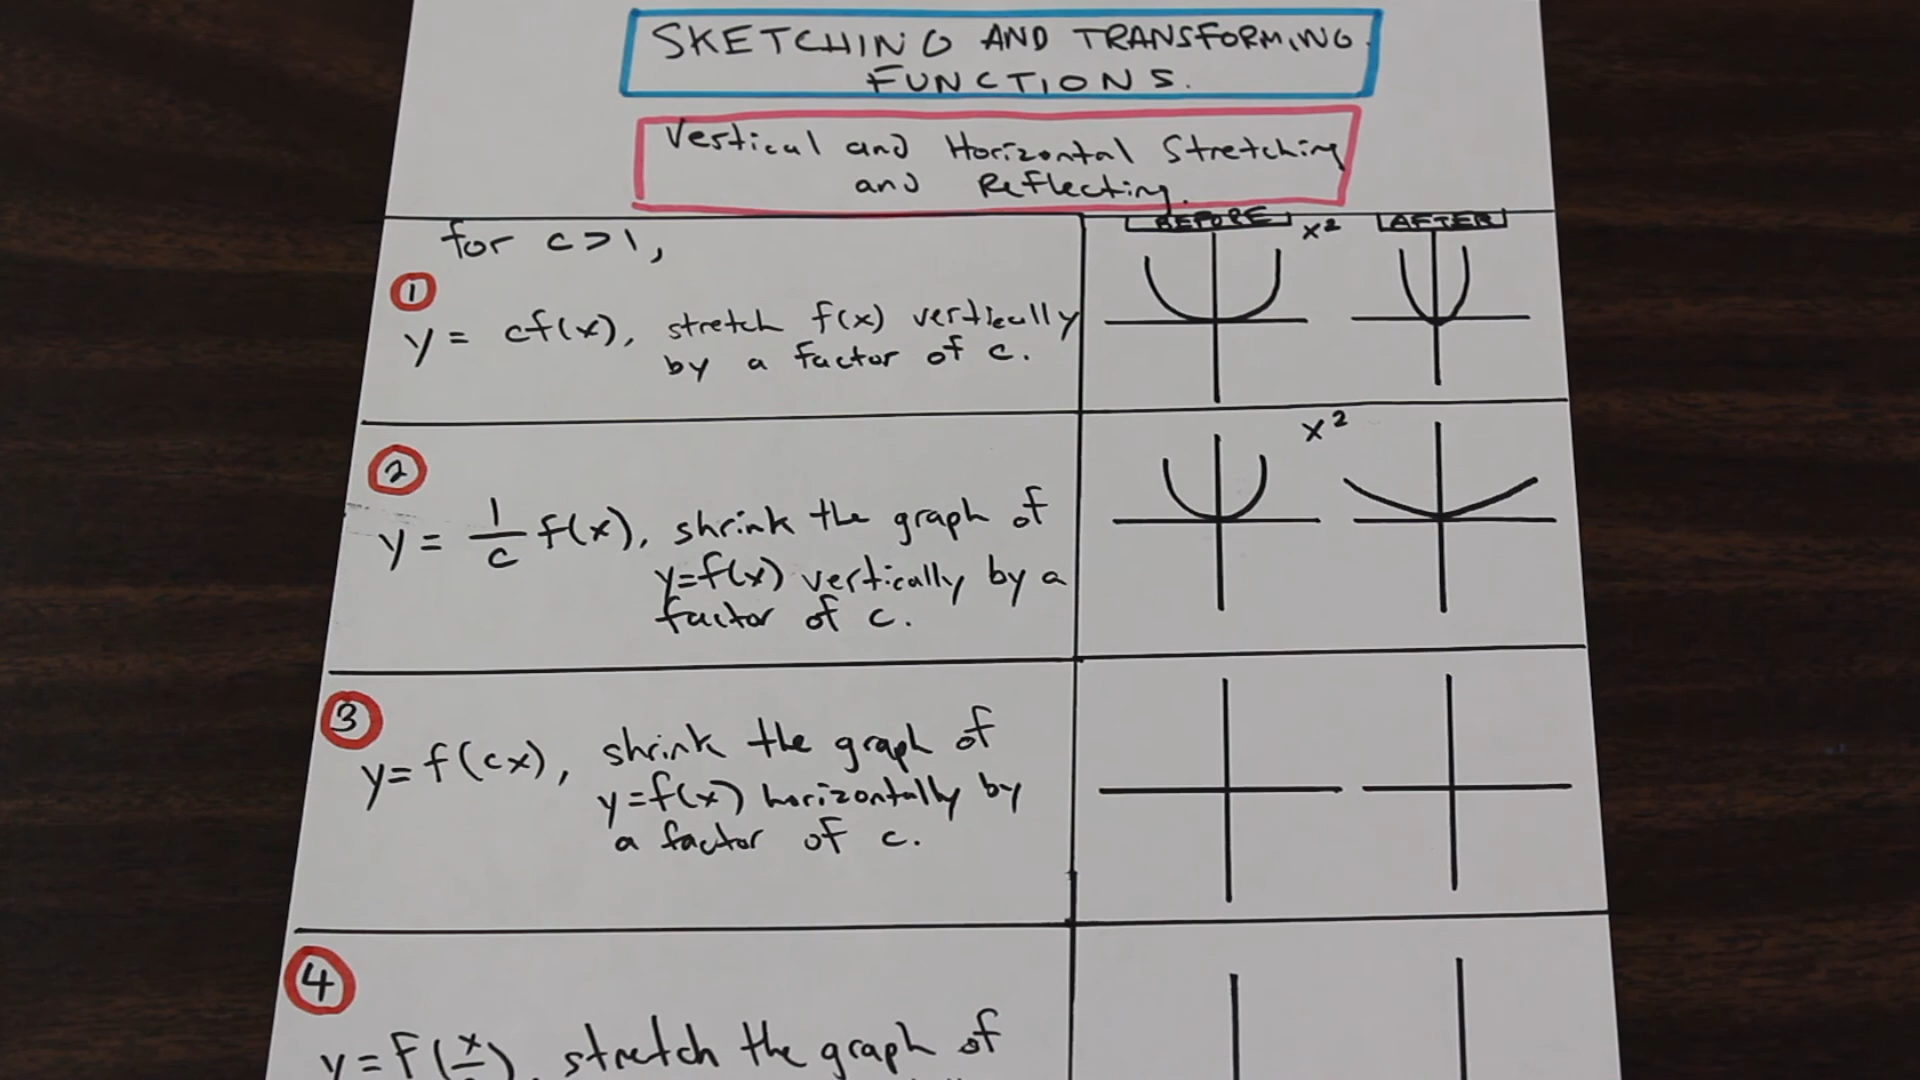 SKETCHING AND TRANSFORMING
FUNCTIONS.
Vertical and Horizontal Stretching
and Reflecting.
BEFORE
x²
AFTER
for c>1,
1
y = cf(x), stretch f(x) vertically
by a factor of c.
2
x²
y = 1/c f(x), shrink the graph of
y=f(x) vertically by a
factor of c.
3
y=f(cx), shrink the graph of
y=f(x) horizontally by
a factor of c.
4
stretch the graph of